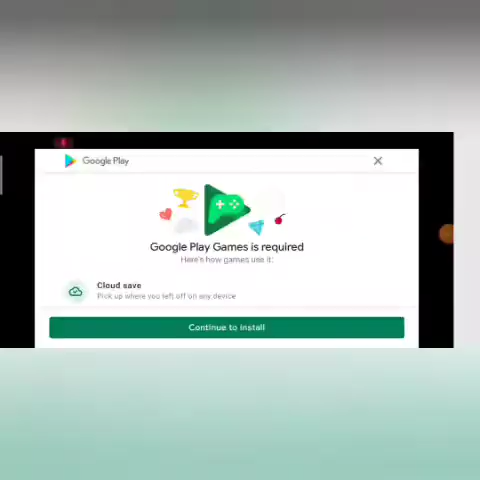 Google Play
Google Play Games is required
Here's how games use it:
Cloud save
Pick up where you left off on any device
Continue to install